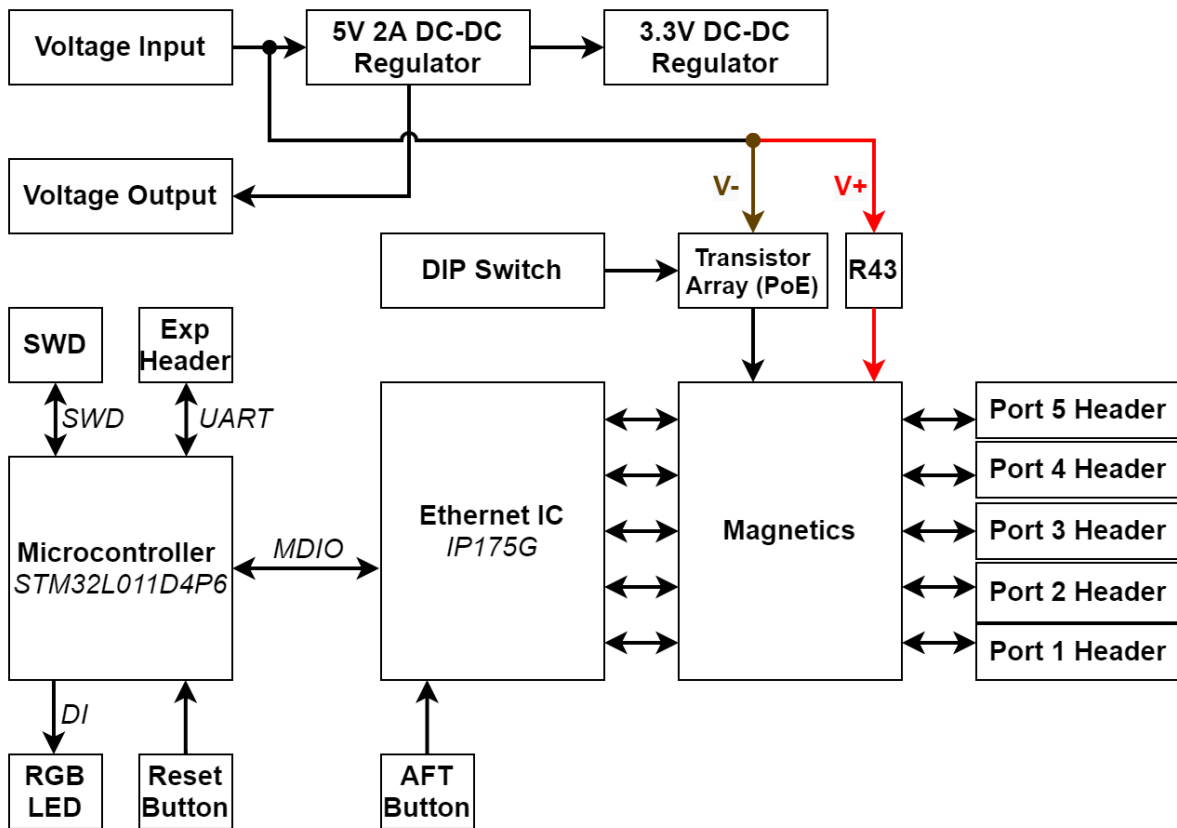 Voltage Input
5V 2A DC-DC
Regulator
3.3V DC-DC
Regulator
Voltage Output
V-
V+
DIP Switch
Transistor
Array (PoE)
R43
SWD
Exp
Header
SWD
UART
Microcontroller
STM32L011D4P6
MDIO
Ethernet IC
IP175G
Magnetics
Port 5 Header
Port 4 Header
Port 3 Header
Port 2 Header
Port 1 Header
DI
RGB
LED
Reset
Button
AFT
Button